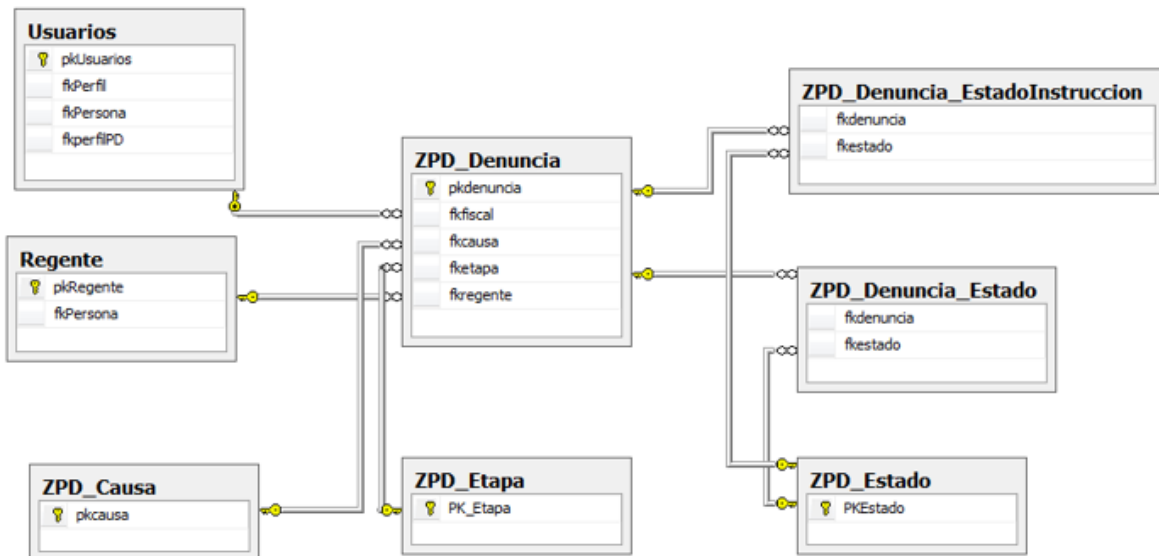 Usuarios
pkUsuarios
fkPerfil
fkPersona
fkperfilPD
Regente
pkRegente
fkPersona
ZPD_Causa
pkcausa
ZPD_Denuncia
pkdenuncia
fkfiscal
fkcausa
fketapa
fkregente
ZPD_Etapa
PK_Etapa
ZPD_Denuncia_EstadoInstruccion
fkdenuncia
fkestado
ZPD_Denuncia_Estado
fkdenuncia
fkestado
ZPD_Estado
PKEstado